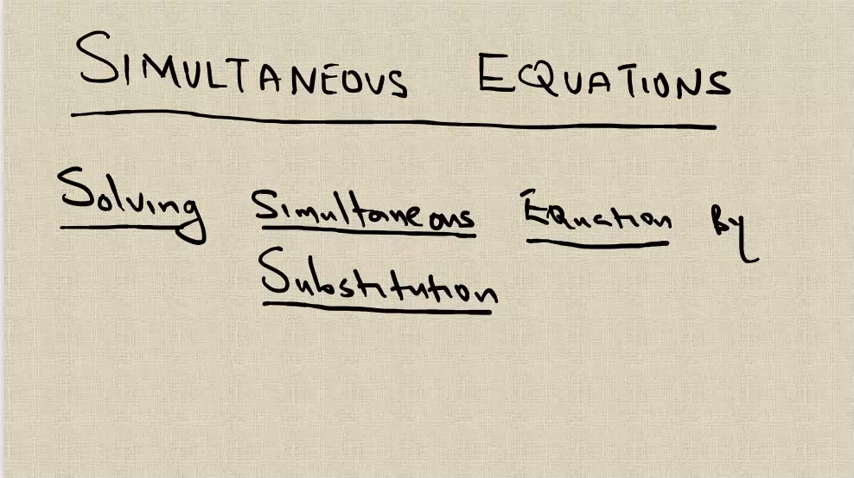 SIMULTANEOUS EQUATIONS
Solving Simultaneous Equation By
Substitution